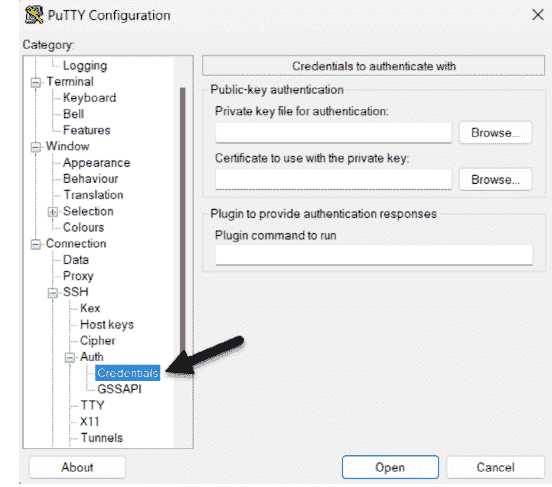 PuTTY Configuration
Category:
Logging
Terminal
Keyboard
Bell
Features
Window
Appearance
Behaviour
Translation
Selection
Colours
Connection
Data
Proxy
SSH
Kex
Host keys
Cipher
Auth
Credentials
GSSAPI
TTY
X11
Tunnels
Credentials to authenticate with
Public-key authentication
Private key file for authentication:
Browse...
Certificate to use with the private key:
Browse...
Plugin to provide authentication responses
Plugin command to run
About
Open
Cancel